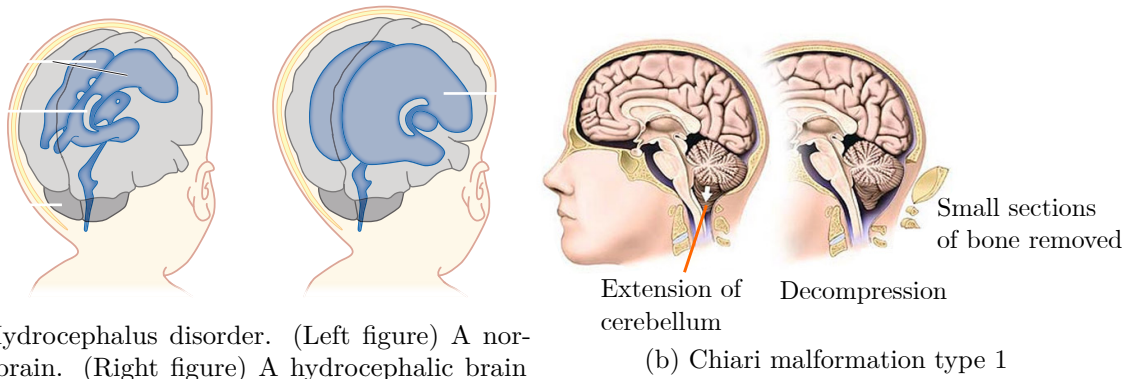 Small sections
of bone removed
Extension of
cerebellum
Decompression
ydrocephalus disorder. (Left figure) A nor-
brain. (Right figure) A hydrocephalic brain
(b) Chiari malformation type 1